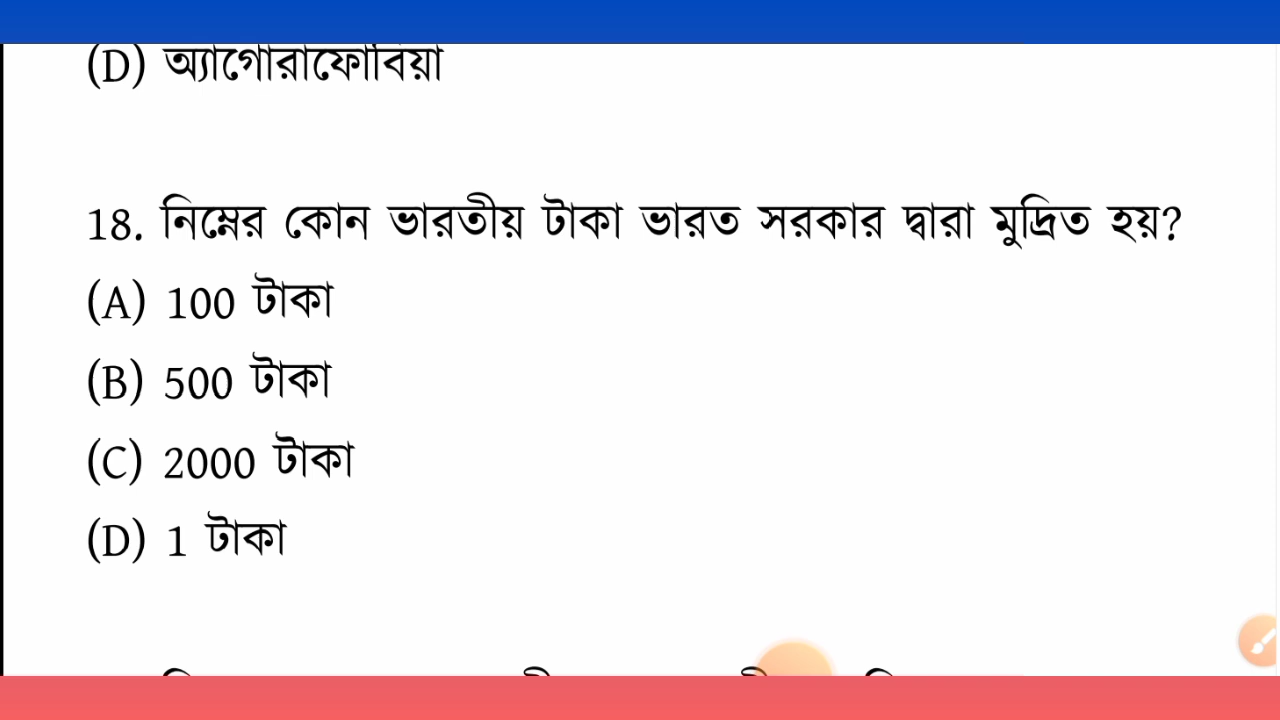 (D) অ্যাগোরাফোবিয়া
18. নিম্নের কোন ভারতীয় টাকা ভারত সরকার দ্বারা মুদ্রিত হয়?
(A) 100 টাকা
(B) 500 টাকা
(C) 2000 টাকা
(D) 1 টাকা